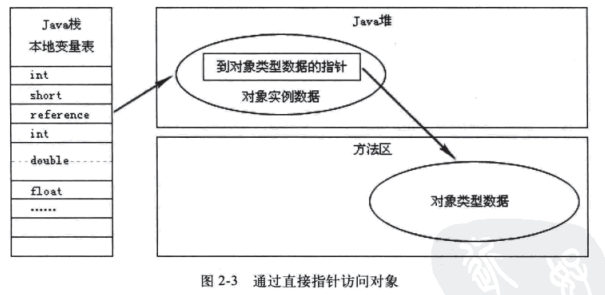 Java栈
本地变量表
int
short
reference
int
double
float
......
Java堆
到对象类型数据的指针
对象实例数据
方法区
对象类型数据
图 2-3 通过直接指针访问对象